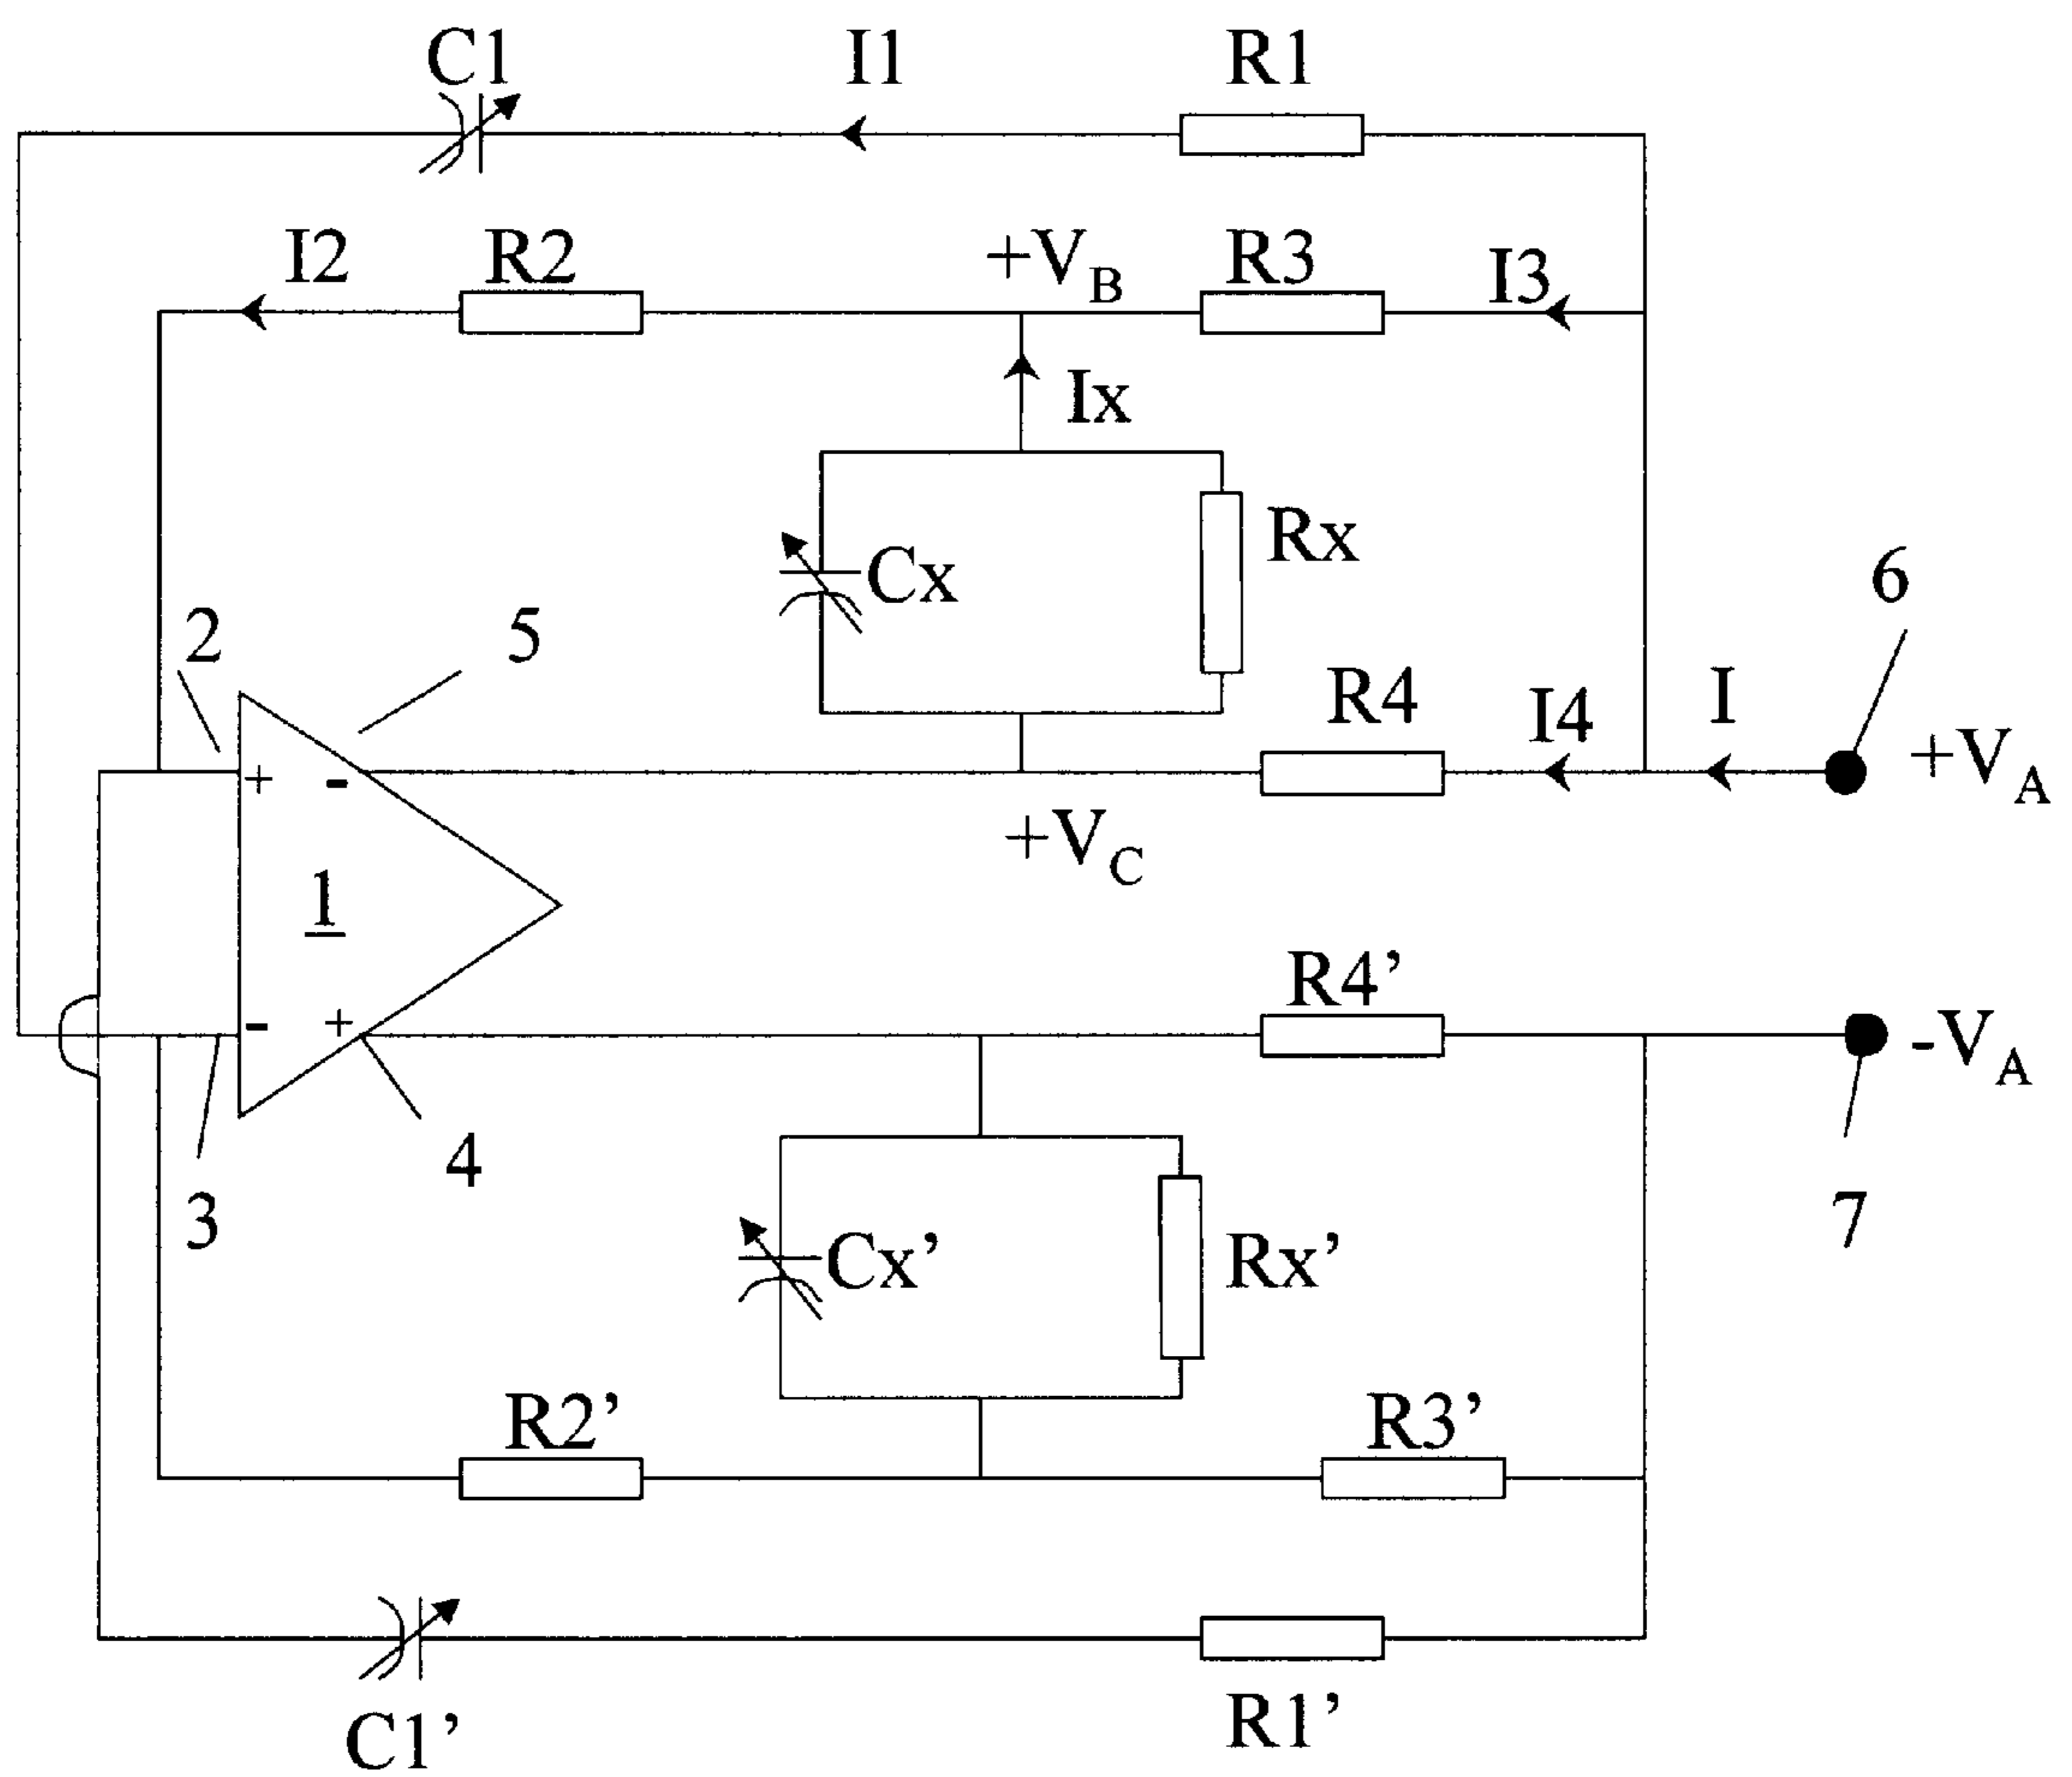 C1 I1 R1
I2 R2 +VB R3 I3
Ix
Cx Rx
6
2 5 R4 I4 I
+ - +VA
+VC
1
R4'
- + -VA
3 4 7
Cx' Rx'
R2' R3'
C1' R1'